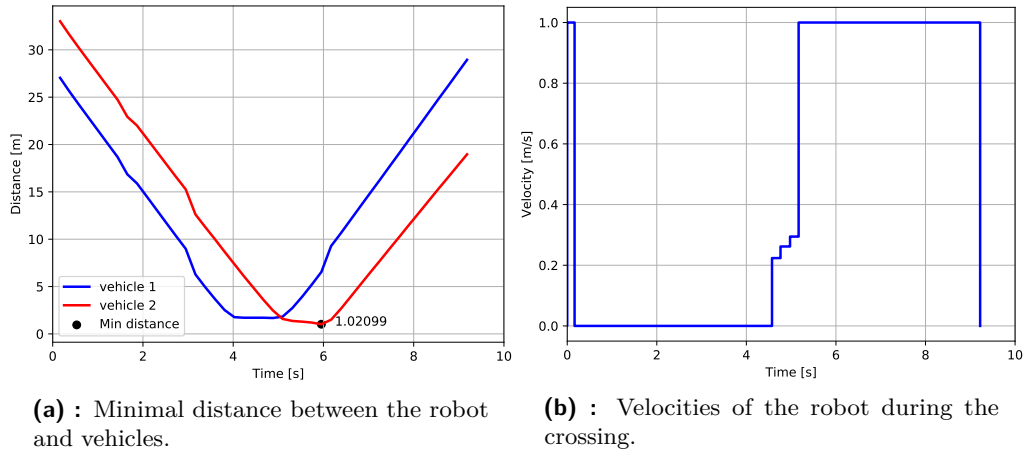 30
25
20
15
10
5
0
Distance [m]
vehicle 1
vehicle 2
Min distance
1.02099
0 2 4 6 8 10
Time [s]
1.0
0.8
0.6
0.4
0.2
0.0
Velocity [m/s]
0 2 4 6 8 10
Time [s]
(a) : Minimal distance between the robot
and vehicles.
(b) : Velocities of the robot during the
crossing.